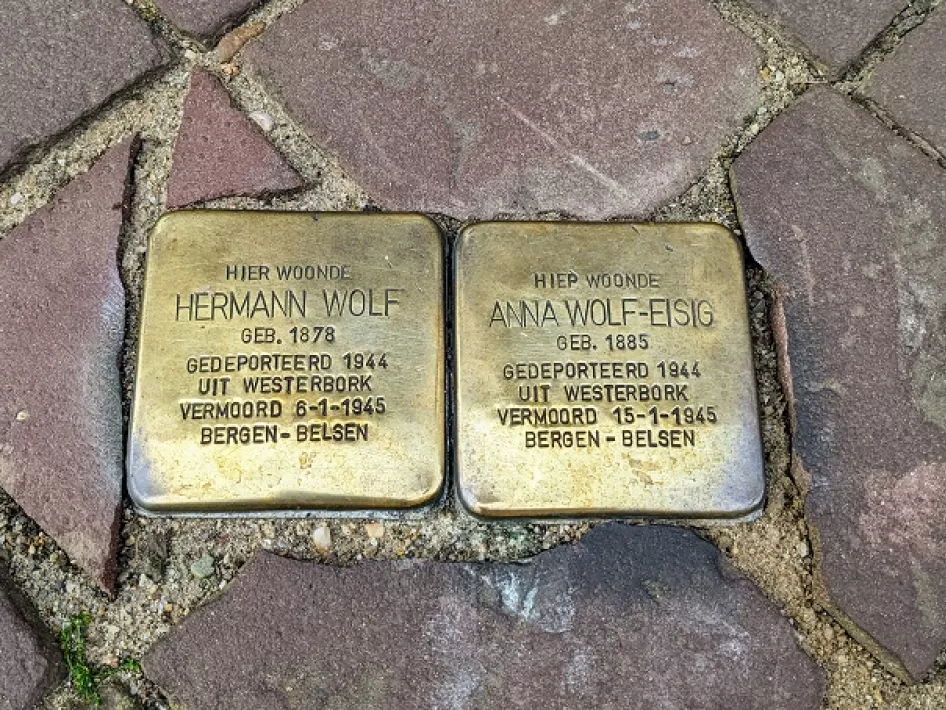 HIER WOONDE
HERMANN WOLF
GEB. 1878
GEDEPORTEERD 1944
UIT WESTERBORK
VERMOORD 6-1-1945
BERGEN-BELSEN
HIER WOONDE
ANNA WOLF-EISIG
GEB. 1885
GEDEPORTEERD 1944
UIT WESTERBORK
VERMOORD 15-1-1945
BERGEN-BELSEN